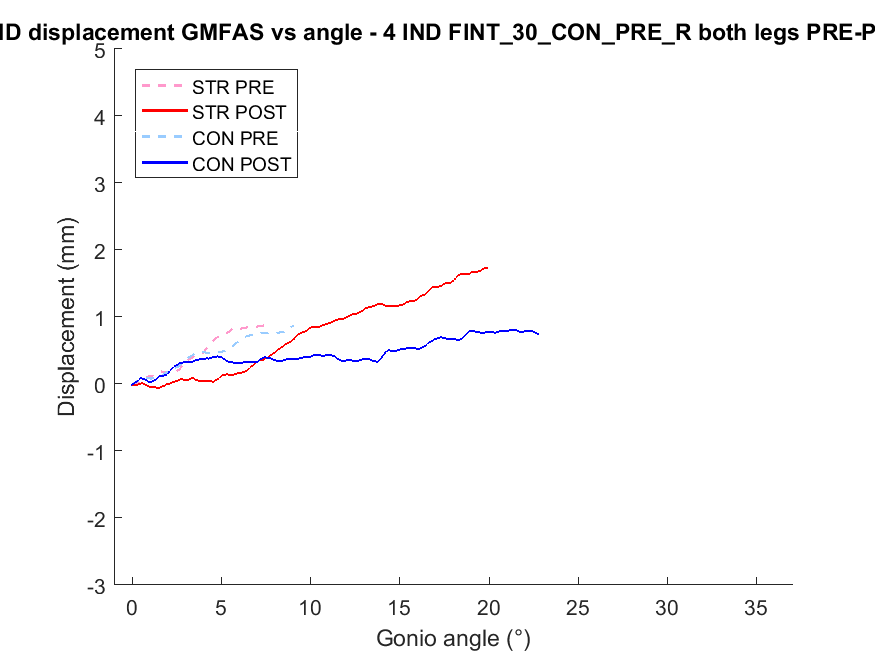 ND displacement GMFAS vs angle - 4 IND FINT_30_CON_PRE_R both legs PRE-P
5
4
3
2
1
0
-1
-2
-3
STR PRE
STR POST
CON PRE
CON POST
Displacement (mm)
0 5 10 15 20 25 30 35
Gonio angle (°)